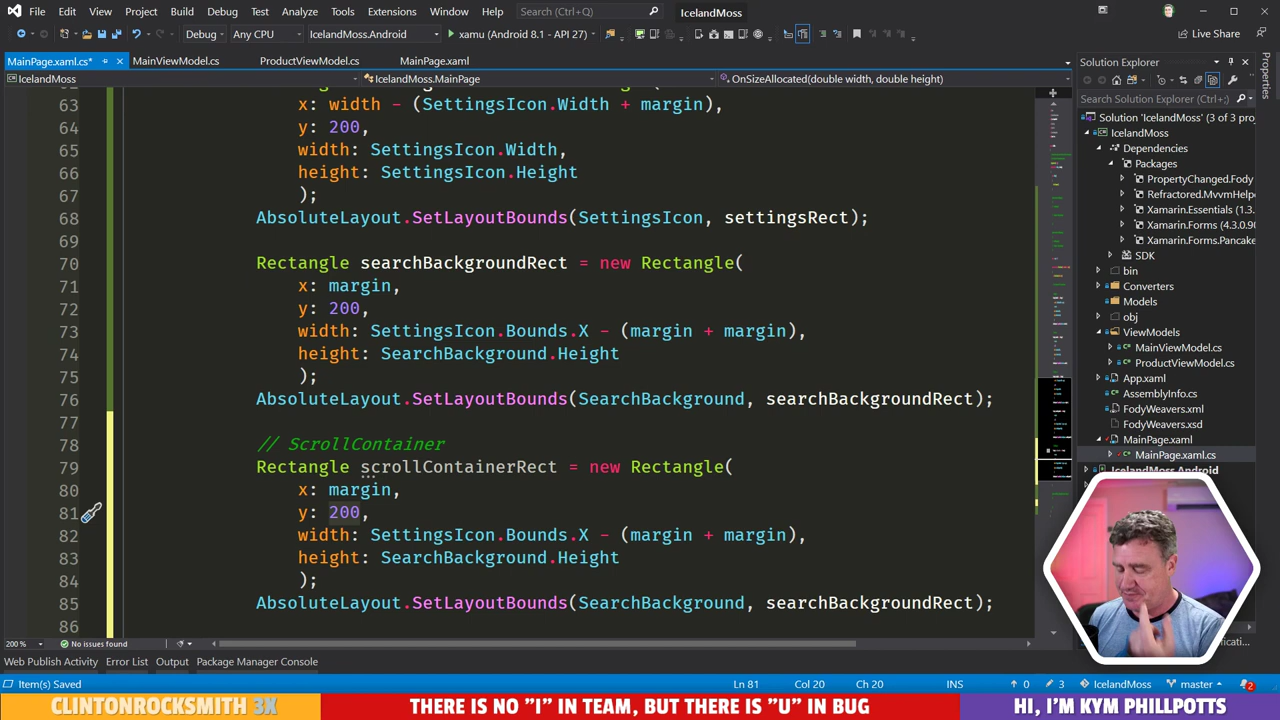 File Edit View Git Project Build Debug Test Analyze Tools Extensions Window Help Search (Ctrl+Q) IcelandMoss
Debug Any CPU IcelandMoss.Android xamu (Android 8.1 - API 27) Live Share
MainPage.xaml.cs* MainViewModel.cs ProductViewModel.cs MainPage.xaml
IcelandMoss IcelandMoss.MainPage OnSizeAllocated(double width, double height)
63 x: width - (SettingsIcon.Width + margin),
64 y: 200,
65 width: SettingsIcon.Width,
66 height: SettingsIcon.Height
67 );
68 AbsoluteLayout.SetLayoutBounds(SettingsIcon, settingsRect);
69
70 Rectangle searchBackgroundRect = new Rectangle(
71 x: margin,
72 y: 200,
73 width: SettingsIcon.Bounds.X - (margin + margin),
74 height: SearchBackground.Height
75 );
76 AbsoluteLayout.SetLayoutBounds(SearchBackground, searchBackgroundRect);
77
78 // ScrollContainer
79 Rectangle scrollContainerRect = new Rectangle(
80 x: margin,
81 y: 200,
82 width: SettingsIcon.Bounds.X - (margin + margin),
83 height: SearchBackground.Height
84 );
85 AbsoluteLayout.SetLayoutBounds(SearchBackground, searchBackgroundRect);
86
200 % No issues found
Web Publish Activity Error List Output Package Manager Console
Item(s) Saved Ln 81 Col 20 Ch 20 INS 0 3 IcelandMoss master 2
Solution Explorer
Search Solution Explorer (Ctrl+;)
Solution 'IcelandMoss' (3 of 3 proj
IcelandMoss
Dependencies
Packages
PropertyChanged.Fody
Refractored.MvvmHelpe
Xamarin.Essentials (1.3.
Xamarin.Forms (4.3.0.90
Xamarin.Forms.Pancake
SDK
bin
Converters
Models
obj
ViewModels
MainViewModel.cs
ProductViewModel.cs
App.xaml
AssemblyInfo.cs
FodyWeavers.xml
FodyWeavers.xsd
MainPage.xaml
MainPage.xaml.cs
IcelandMoss.Android
Properties
CLINTONROCKSMITH 3X
THERE IS NO "I" IN TEAM, BUT THERE IS "U" IN BUG
HI, I'M KYM PHILLPOTTS